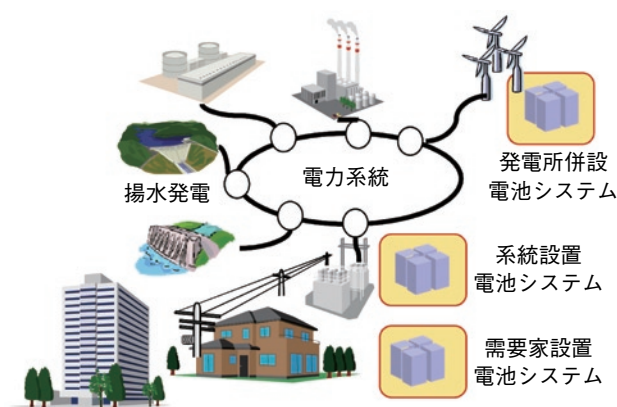 電力系統
揚水発電
発電所併設
電池システム
系統設置
電池システム
需要家設置
電池システム